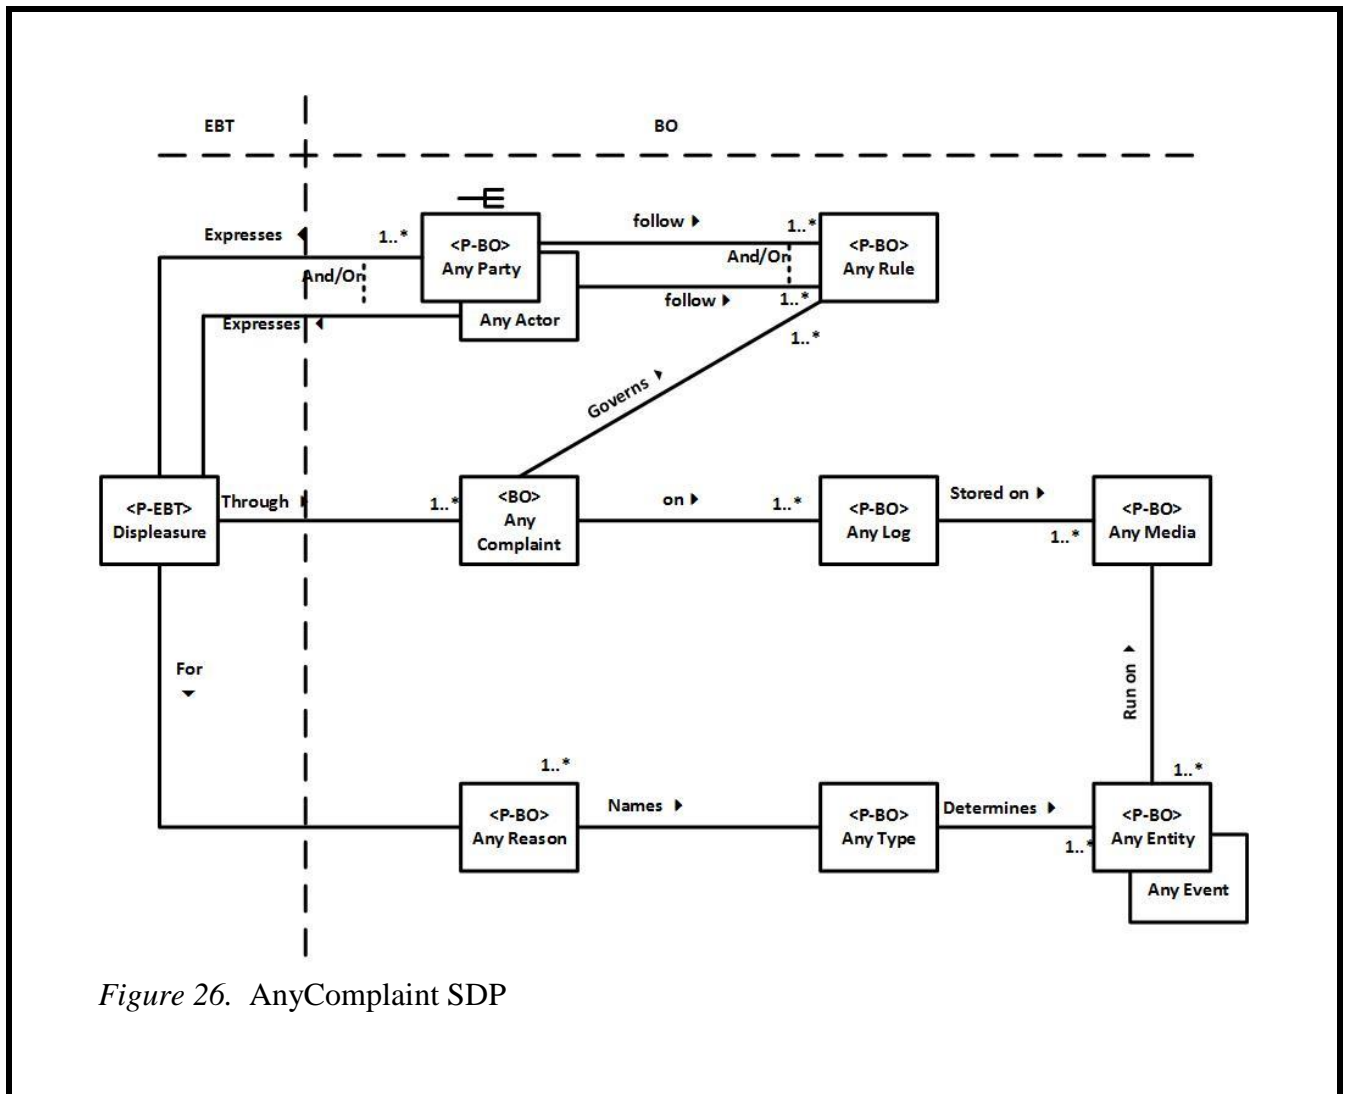 EBT
BO
Expresses
1..*
<P-BO>
Any Party
follow
1..*
<P-BO>
Any Rule
And/Or
And/Or
follow
1..*
Expresses
Any Actor
1..*
Governs
<P-EBT>
Displeasure
Through
1..*
<BO>
Any
Complaint
on
1..*
<P-BO>
Any Log
Stored on
1..*
<P-BO>
Any Media
For
Run on
1..*
1..*
<P-BO>
Any Reason
Names
<P-BO>
Any Type
Determines
1..*
<P-BO>
Any Entity
Any Event
Figure 26. AnyComplaint SDP